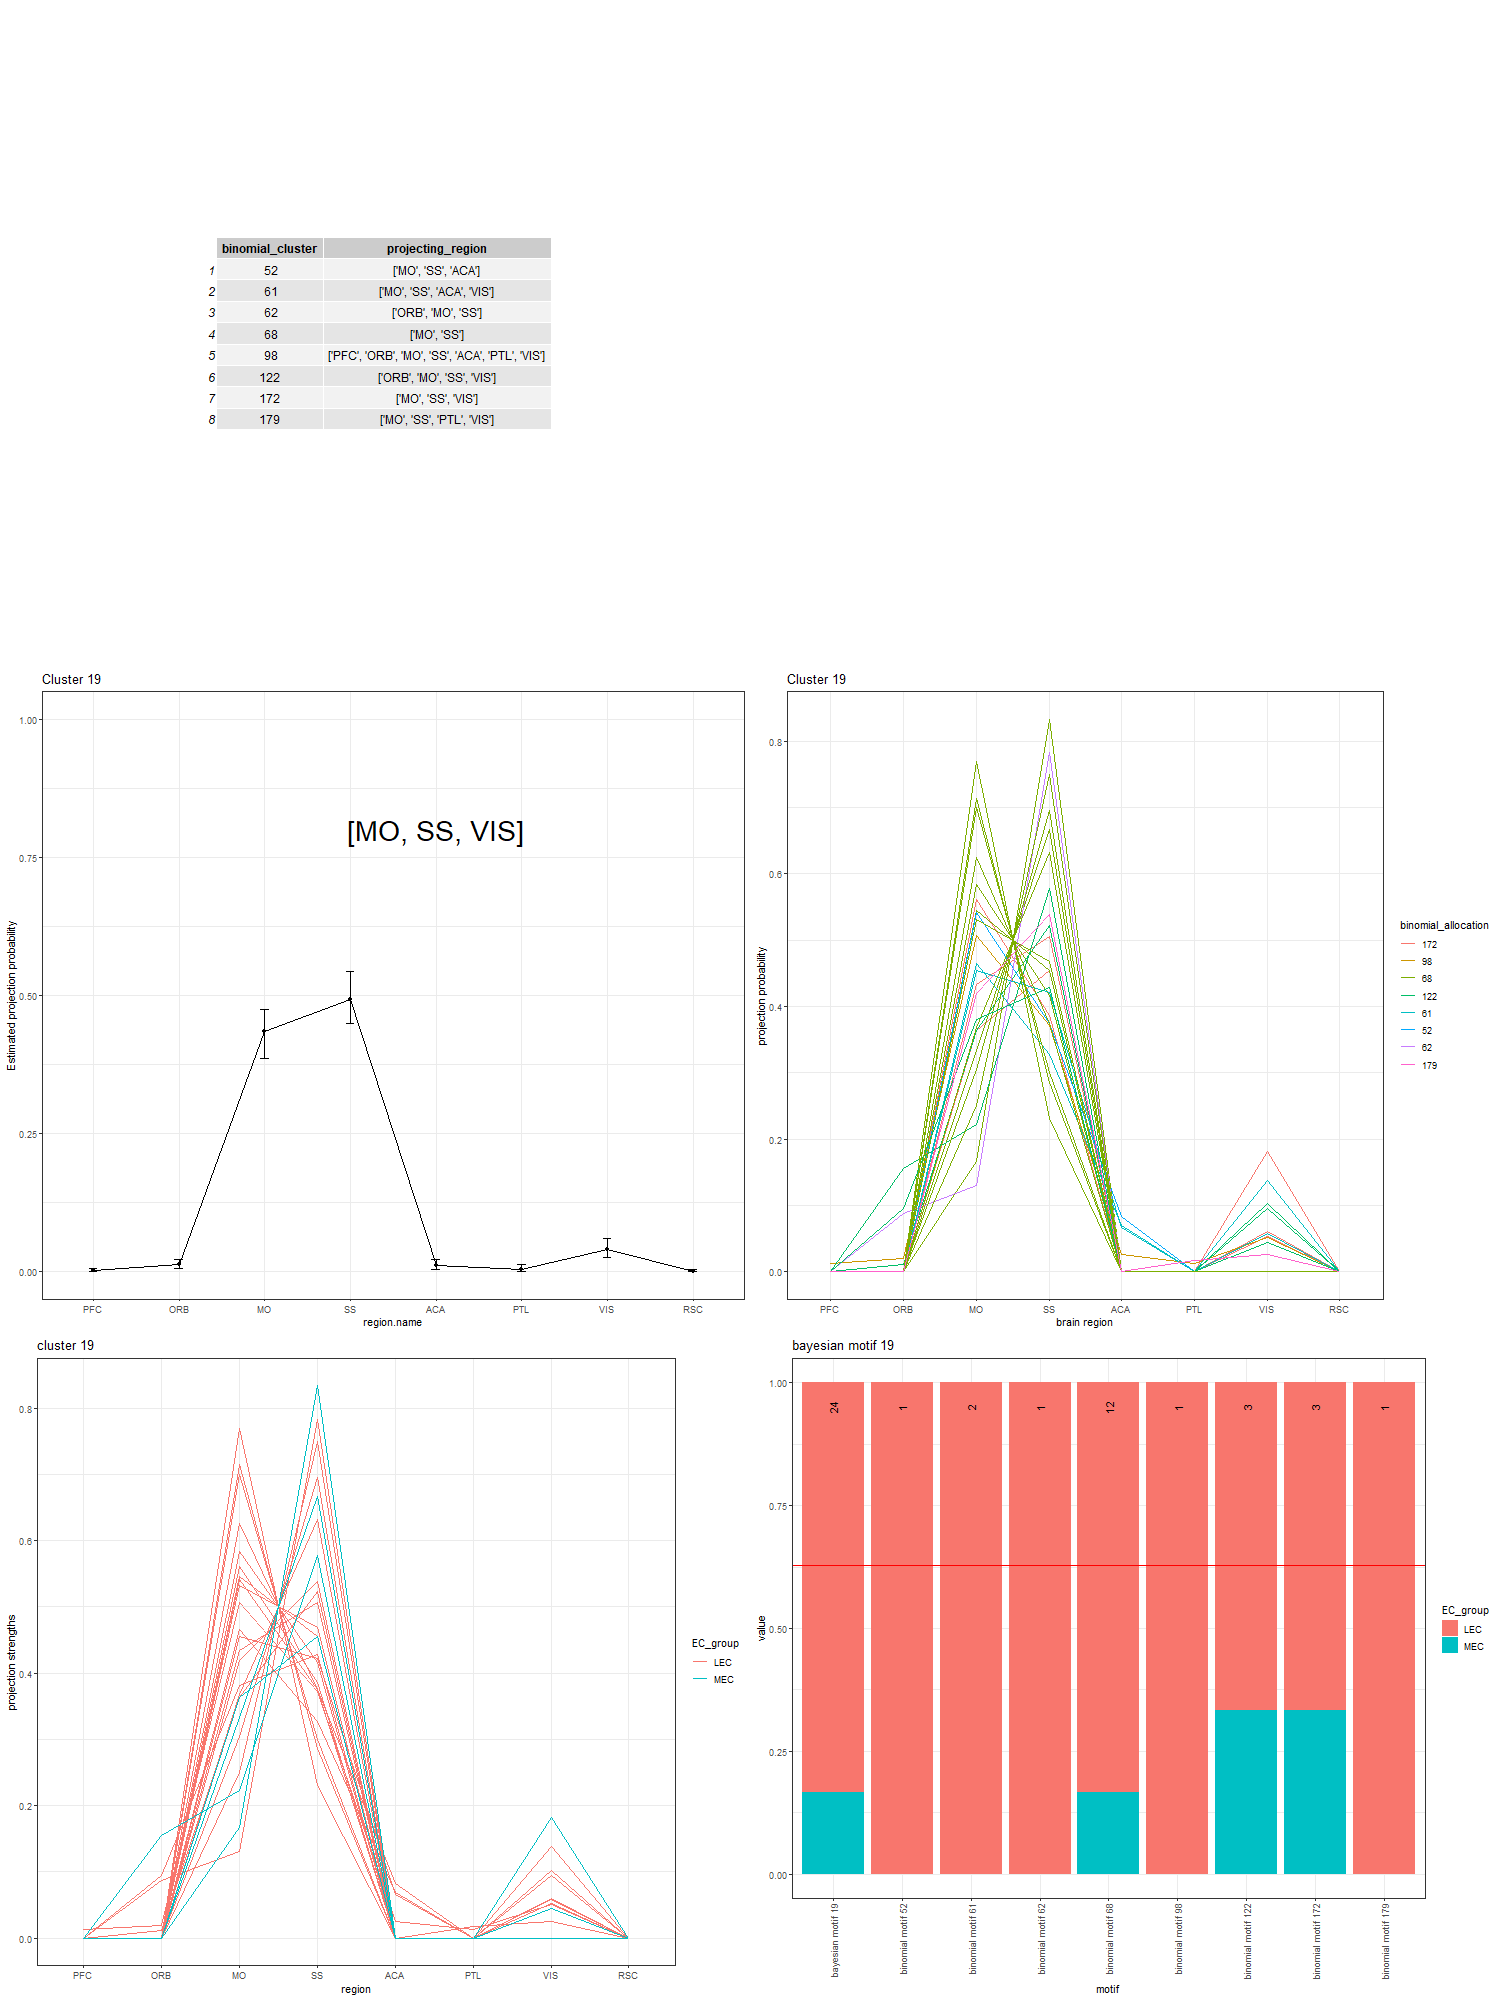 binomial_cluster projecting_region
1 52 ['MO', 'SS', 'ACA']
2 61 ['MO', 'SS', 'ACA', 'VIS']
3 62 ['ORB', 'MO', 'SS']
4 68 ['MO', 'SS']
5 98 ['PFC', 'ORB', 'MO', 'SS', 'ACA', 'PTL', 'VIS']
6 122 ['ORB', 'MO', 'SS', 'VIS']
7 172 ['MO', 'SS', 'VIS']
8 179 ['MO', 'SS', 'PTL', 'VIS']
Cluster 19
Estimated projection probability
1.00
0.75
0.50
0.25
0.00
[MO, SS, VIS]
PFC ORB MO SS ACA PTL VIS RSC
region.name
Cluster 19
projection probability
0.8
0.6
0.4
0.2
0.0
PFC ORB MO SS ACA PTL VIS RSC
brain region
binomial_allocation
172
98
68
122
61
52
62
179
cluster 19
projection strengths
0.8
0.6
0.4
0.2
0.0
PFC ORB MO SS ACA PTL VIS RSC
region
EC_group
LEC
MEC
bayesian motif 19
value
1.00
0.75
0.50
0.25
0.00
24 1 2 1 12 1 3 3 1
bayesian motif 19
binomial motif 52
binomial motif 61
binomial motif 62
binomial motif 68
binomial motif 98
binomial motif 122
binomial motif 172
binomial motif 179
motif
EC_group
LEC
MEC